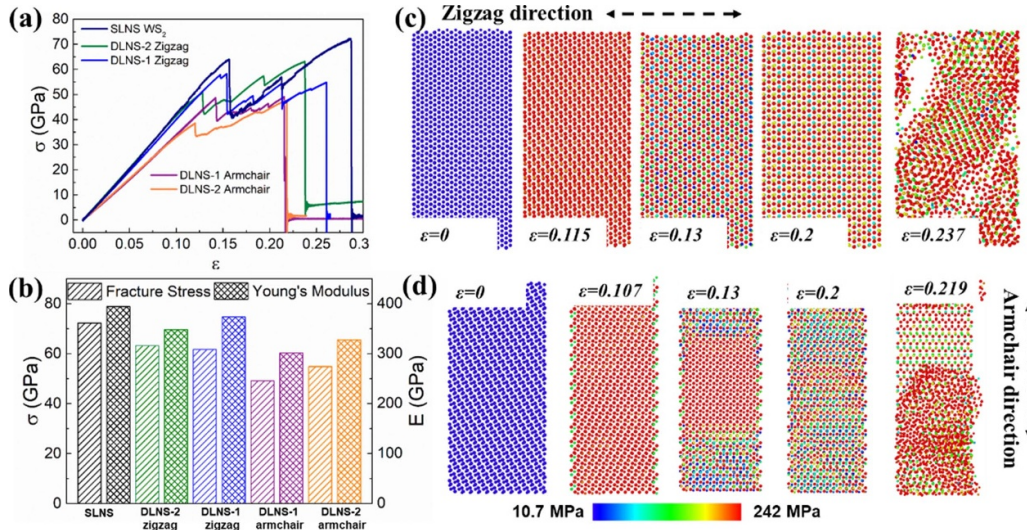 (a)
80
70
60
50
40
30
20
10
0
σ (GPa)
SLNS WS₂
DLNS-2 Zigzag
DLNS-1 Zigzag
DLNS-1 Armchair
DLNS-2 Armchair
0.00 0.05 0.10 0.15 0.20 0.25 0.3
ε
(b)
Fracture Stress Young's Modulus
80
60
40
20
0
σ (GPa)
400
300
200
100
0
E (GPa)
SLNS DLNS-2 zigzag DLNS-1 zigzag DLNS-1 armchair DLNS-2 armchair
(c)
Zigzag direction
ε=0 ε=0.115 ε=0.13 ε=0.2 ε=0.237
(d)
ε=0 ε=0.107 ε=0.13 ε=0.2 ε=0.219
Armchair direction
10.7 MPa 242 MPa